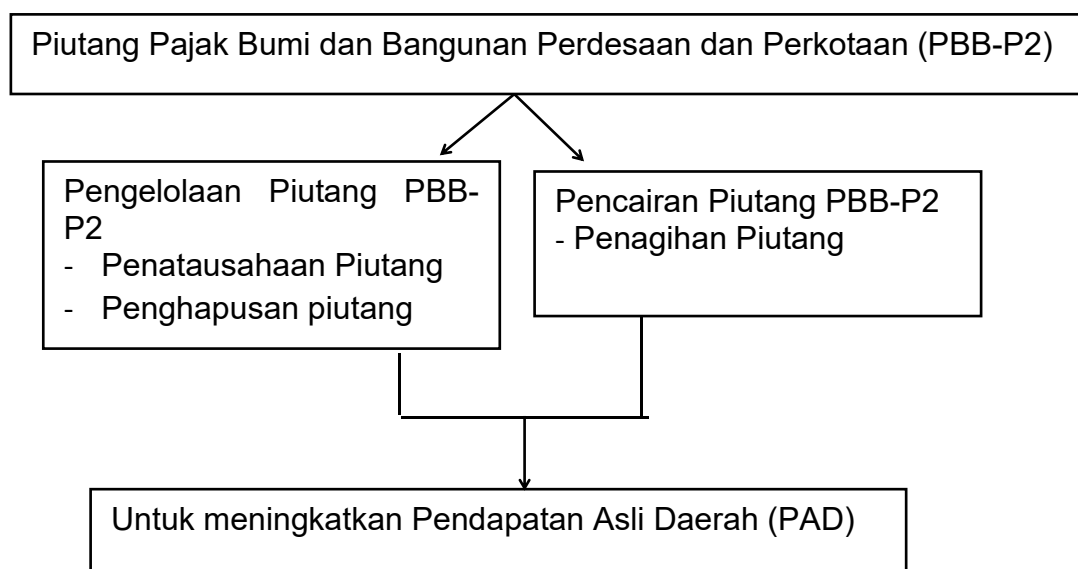 Piutang Pajak Bumi dan Bangunan Perdesaan dan Perkotaan (PBB-P2)
Pengelolaan Piutang PBB-
P2
- Penatausahaan Piutang
- Penghapusan piutang
Pencairan Piutang PBB-P2
- Penagihan Piutang
Untuk meningkatkan Pendapatan Asli Daerah (PAD)